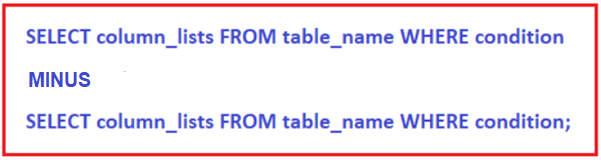 SELECT column_lists FROM table_name WHERE condition
MINUS
SELECT column_lists FROM table_name WHERE condition;